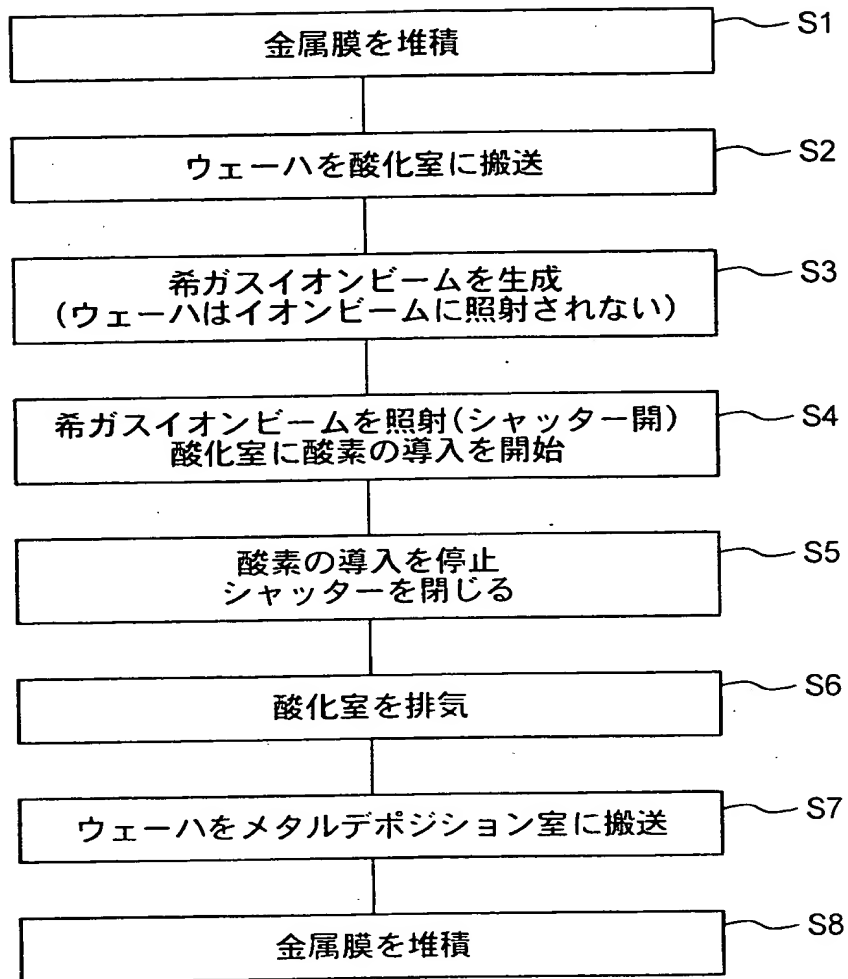 金属膜を堆積
S1
ウェーハを酸化室に搬送
S2
希ガスイオンビームを生成
(ウェーハはイオンビームに照射されない)
S3
希ガスイオンビームを照射(シャッター開)
酸化室に酸素の導入を開始
S4
酸素の導入を停止
シャッターを閉じる
S5
酸化室を排気
S6
ウェーハをメタルデポジション室に搬送
S7
金属膜を堆積
S8